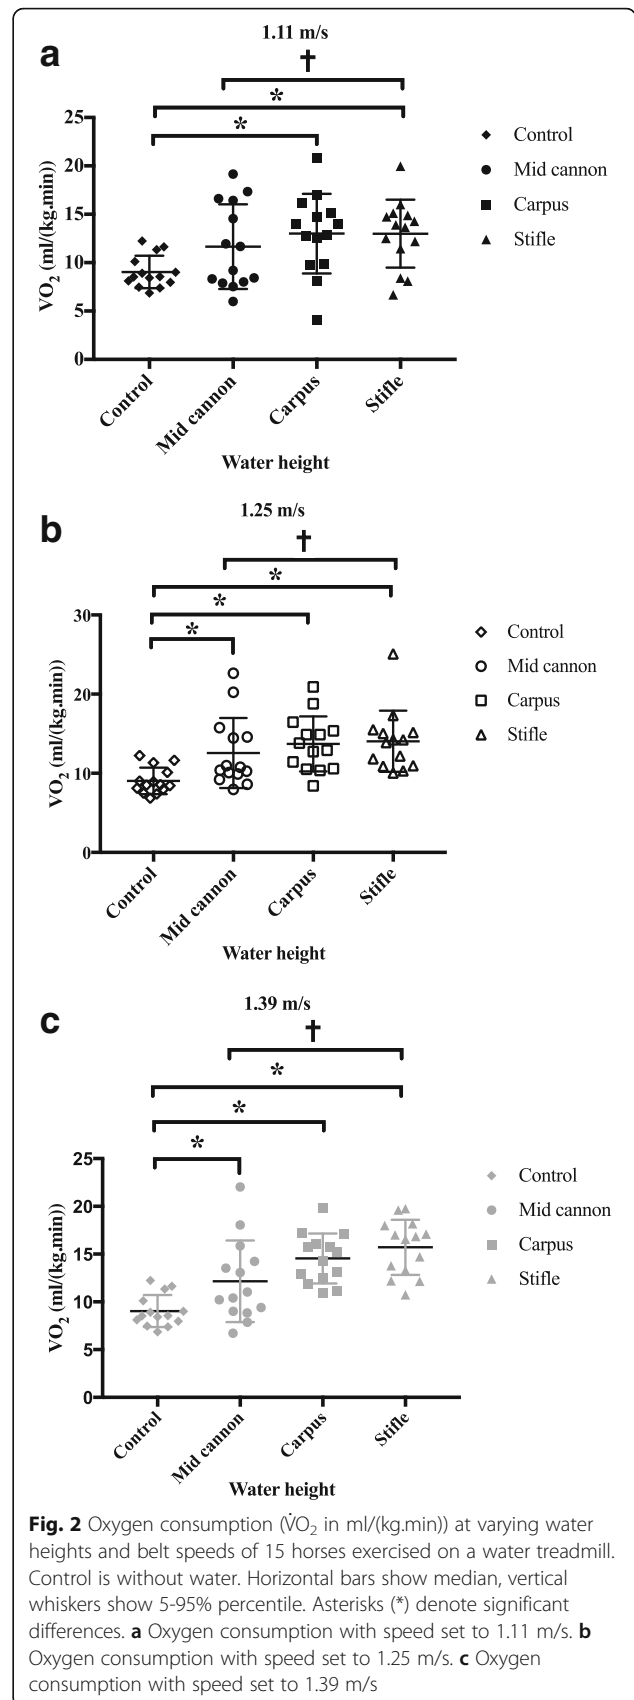 a
1.11 m/s
†
*
*
25
20
15
10
5
0
VO2 (ml/(kg.min))
Control
Mid cannon
Carpus
Stifle
Water height
◆ Control
● Mid cannon
■ Carpus
▲ Stifle
b
1.25 m/s
†
*
*
*
30
20
10
0
VO2 (ml/(kg.min))
Control
Mid cannon
Carpus
Stifle
Water height
◇ Control
○ Mid cannon
□ Carpus
△ Stifle
c
1.39 m/s
†
*
*
*
25
20
15
10
5
0
VO2 (ml/(kg.min))
Control
Mid cannon
Carpus
Stifle
Water height
◆ Control
● Mid cannon
■ Carpus
▲ Stifle
Fig. 2 Oxygen consumption (V̇O2 in ml/(kg.min)) at varying water
heights and belt speeds of 15 horses exercised on a water treadmill.
Control is without water. Horizontal bars show median, vertical
whiskers show 5-95% percentile. Asterisks (*) denote significant
differences. a Oxygen consumption with speed set to 1.11 m/s. b
Oxygen consumption with speed set to 1.25 m/s. c Oxygen
consumption with speed set to 1.39 m/s